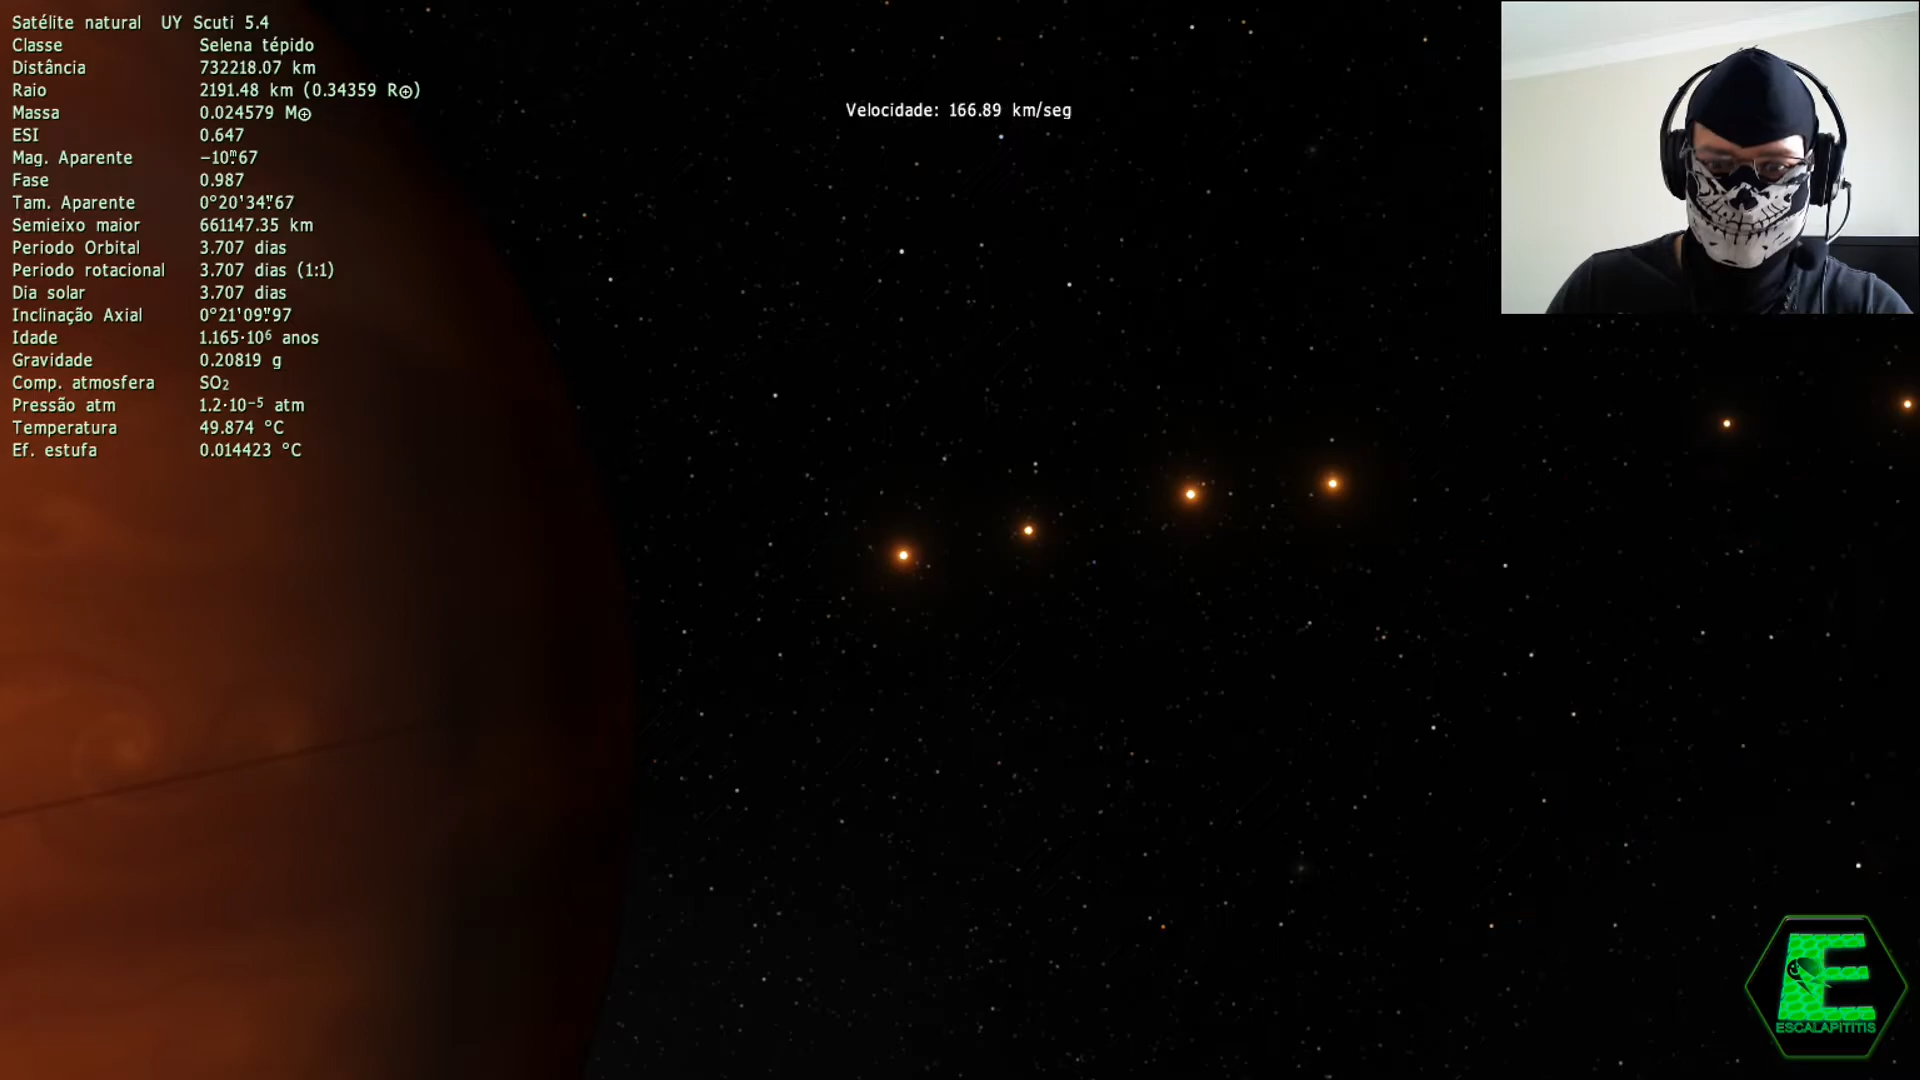 Satélite natural UY Scuti 5.4
Classe Selena tépido
Distância 732218.07 km
Raio 2191.48 km (0.34359 R⊕)
Massa 0.024579 M⊕
ESI 0.647
Mag. Aparente −10ᵐ67
Fase 0.987
Tam. Aparente 0°20'34"67
Semieixo maior 661147.35 km
Periodo Orbital 3.707 dias
Periodo rotacional 3.707 dias (1:1)
Dia solar 3.707 dias
Inclinação Axial 0°21'09"97
Idade 1.165·10⁶ anos
Gravidade 0.20819 g
Comp. atmosfera SO₂
Pressão atm 1.2·10⁻⁵ atm
Temperatura 49.874 °C
Ef. estufa 0.014423 °C
Velocidade: 166.89 km/seg
E
ESCALAPITITIS